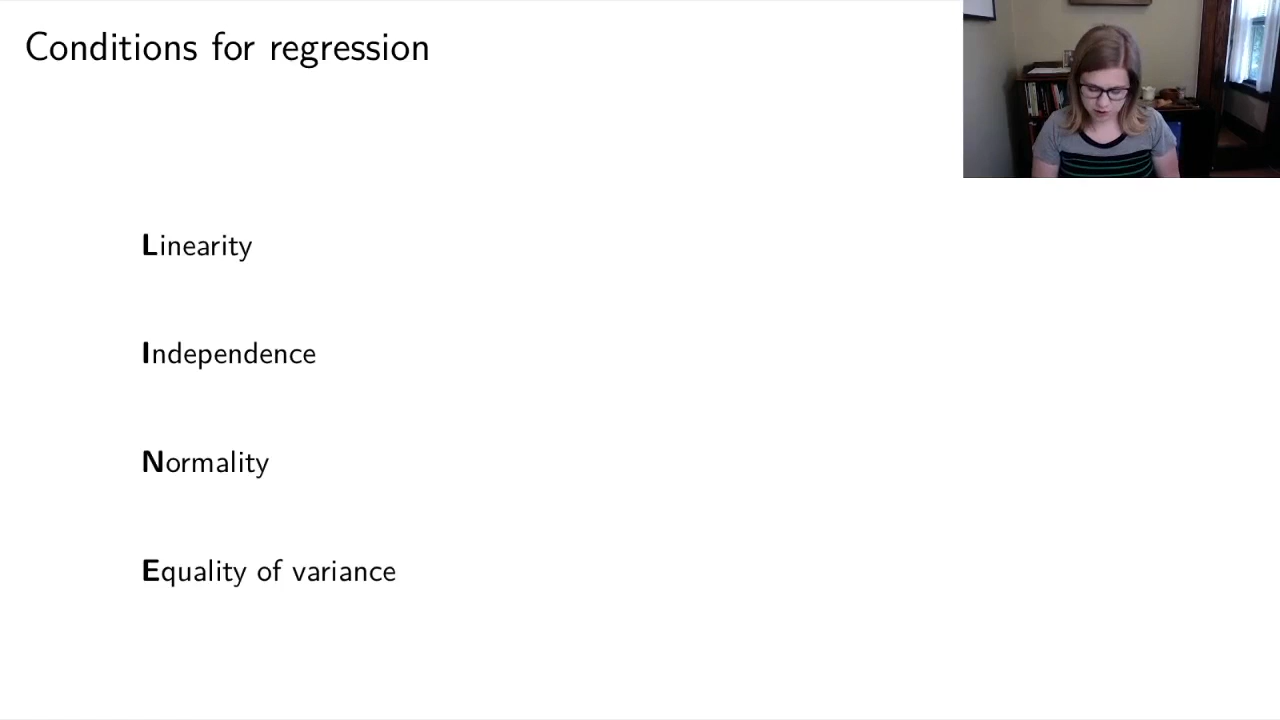 Conditions for regression
Linearity
Independence
Normality
Equality of variance